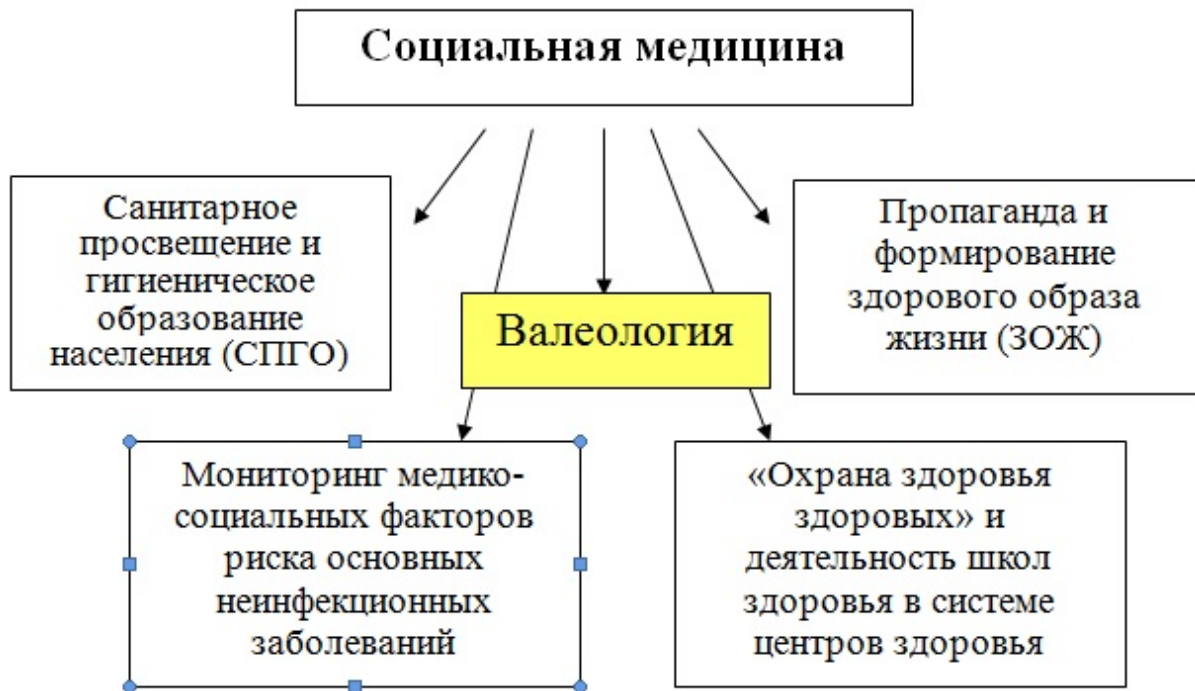 Социальная медицина
Санитарное
просвещение и
гигиеническое
образование
населения (СПГО)
Валеология
Пропаганда и
формирование
здорового образа
жизни (ЗОЖ)
Мониторинг медико-
социальных факторов
риска основных
неинфекционных
заболеваний
«Охрана здоровья
здоровых» и
деятельность школ
здоровья в системе
центров здоровья